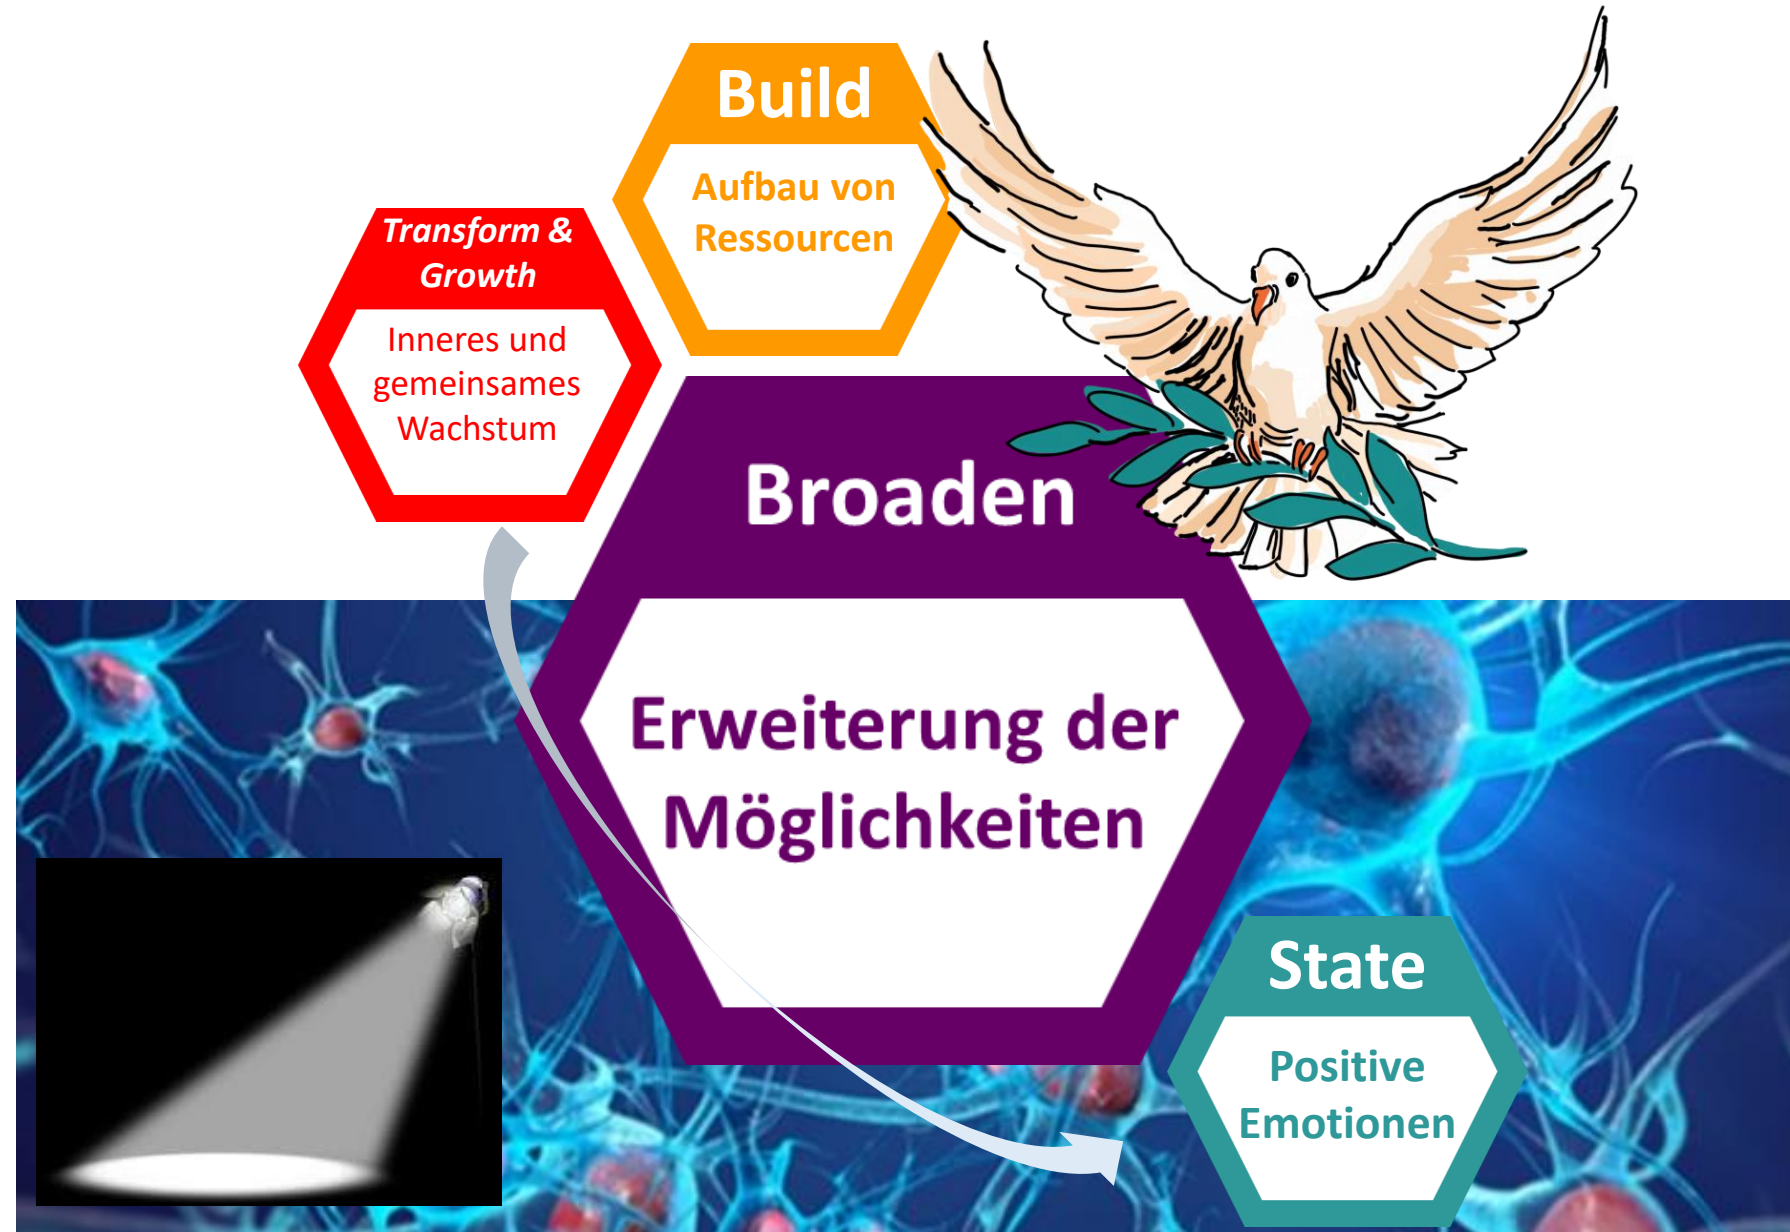 Build
Aufbau von
Ressourcen
Transform &
Growth
Inneres und
gemeinsames
Wachstum
Broaden
Erweiterung der
Möglichkeiten
State
Positive
Emotionen